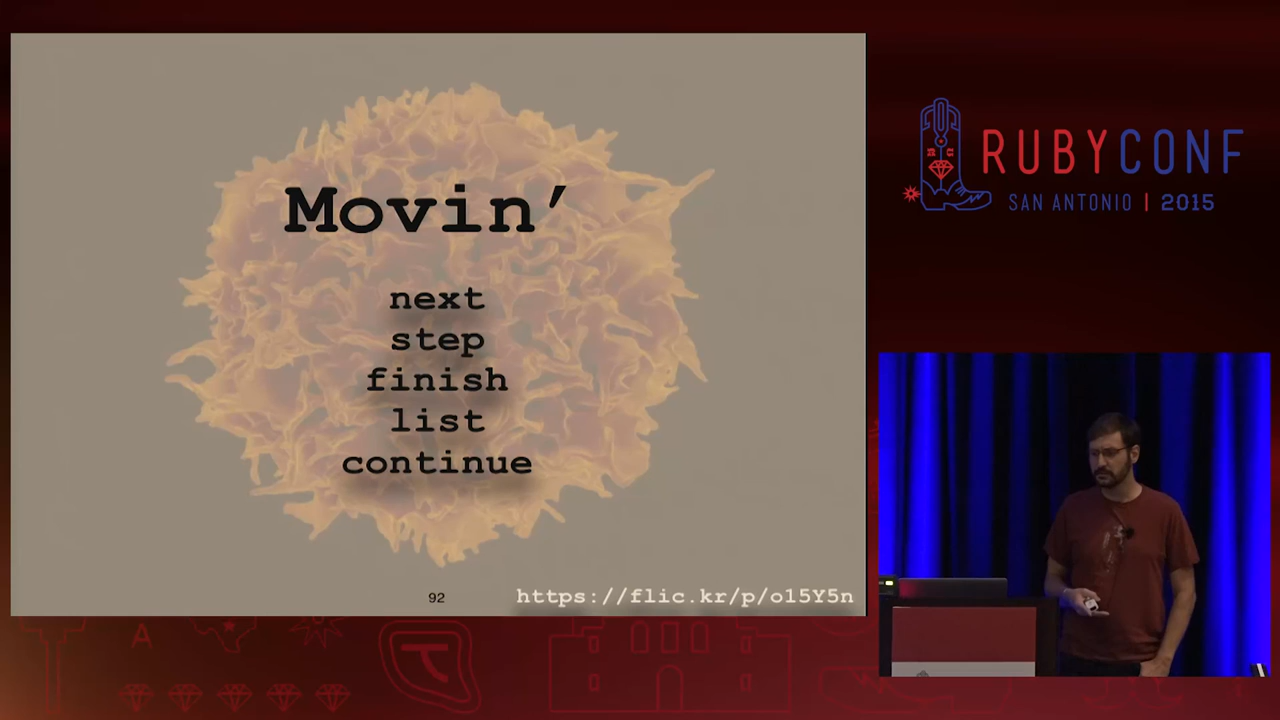 Movin’
next
step
finish
list
continue
92
https://flic.kr/p/o15Y5n
RUBYCONF
SAN ANTONIO | 2015
A